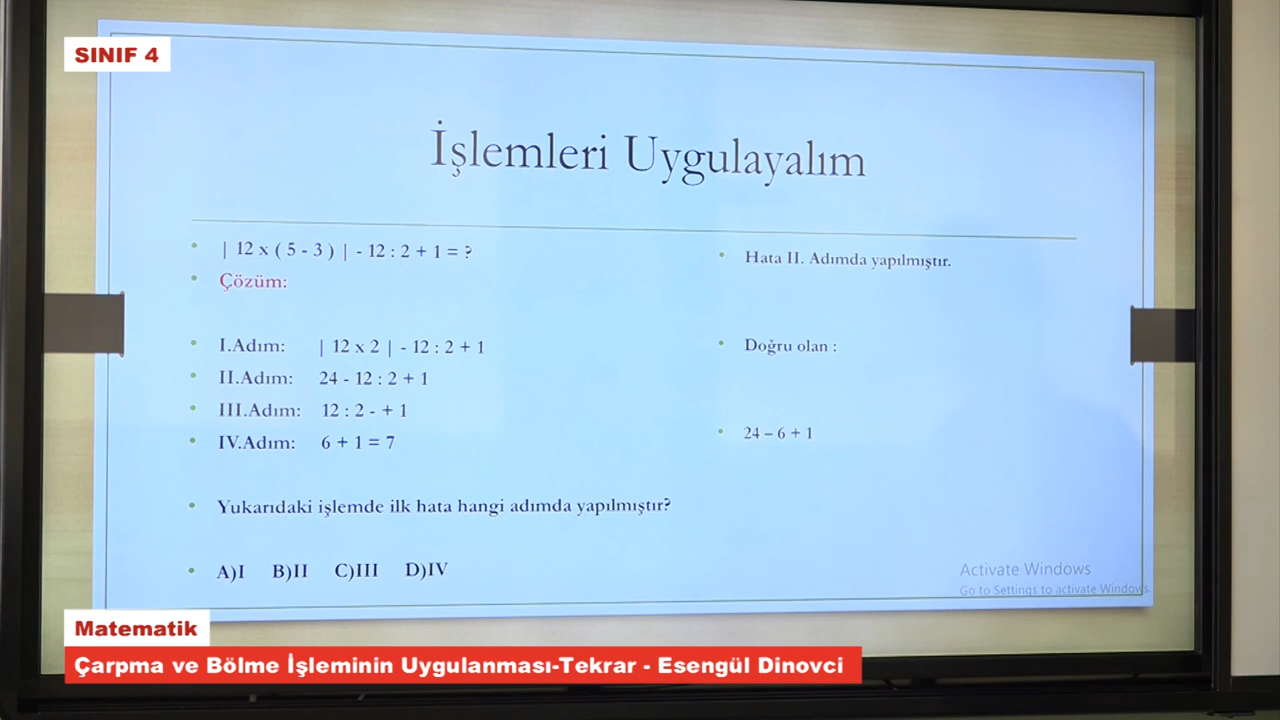 SINIF 4
İşlemleri Uygulayalım
• | 12 x ( 5 - 3 ) | - 12 : 2 + 1 = ?
• Çözüm:
• I.Adım: | 12 x 2 | - 12 : 2 + 1
• II.Adım: 24 - 12 : 2 + 1
• III.Adım: 12 : 2 - + 1
• IV.Adım: 6 + 1 = 7
• Yukarıdaki işlemde ilk hata hangi adımda yapılmıştır?
• A)I B)II C)III D)IV
• Hata II. Adımda yapılmıştır.
• Doğru olan :
• 24 – 6 + 1
Activate Windows
Go to Settings to activate Windows.
Matematik
Çarpma ve Bölme İşleminin Uygulanması-Tekrar - Esengül Dinovci